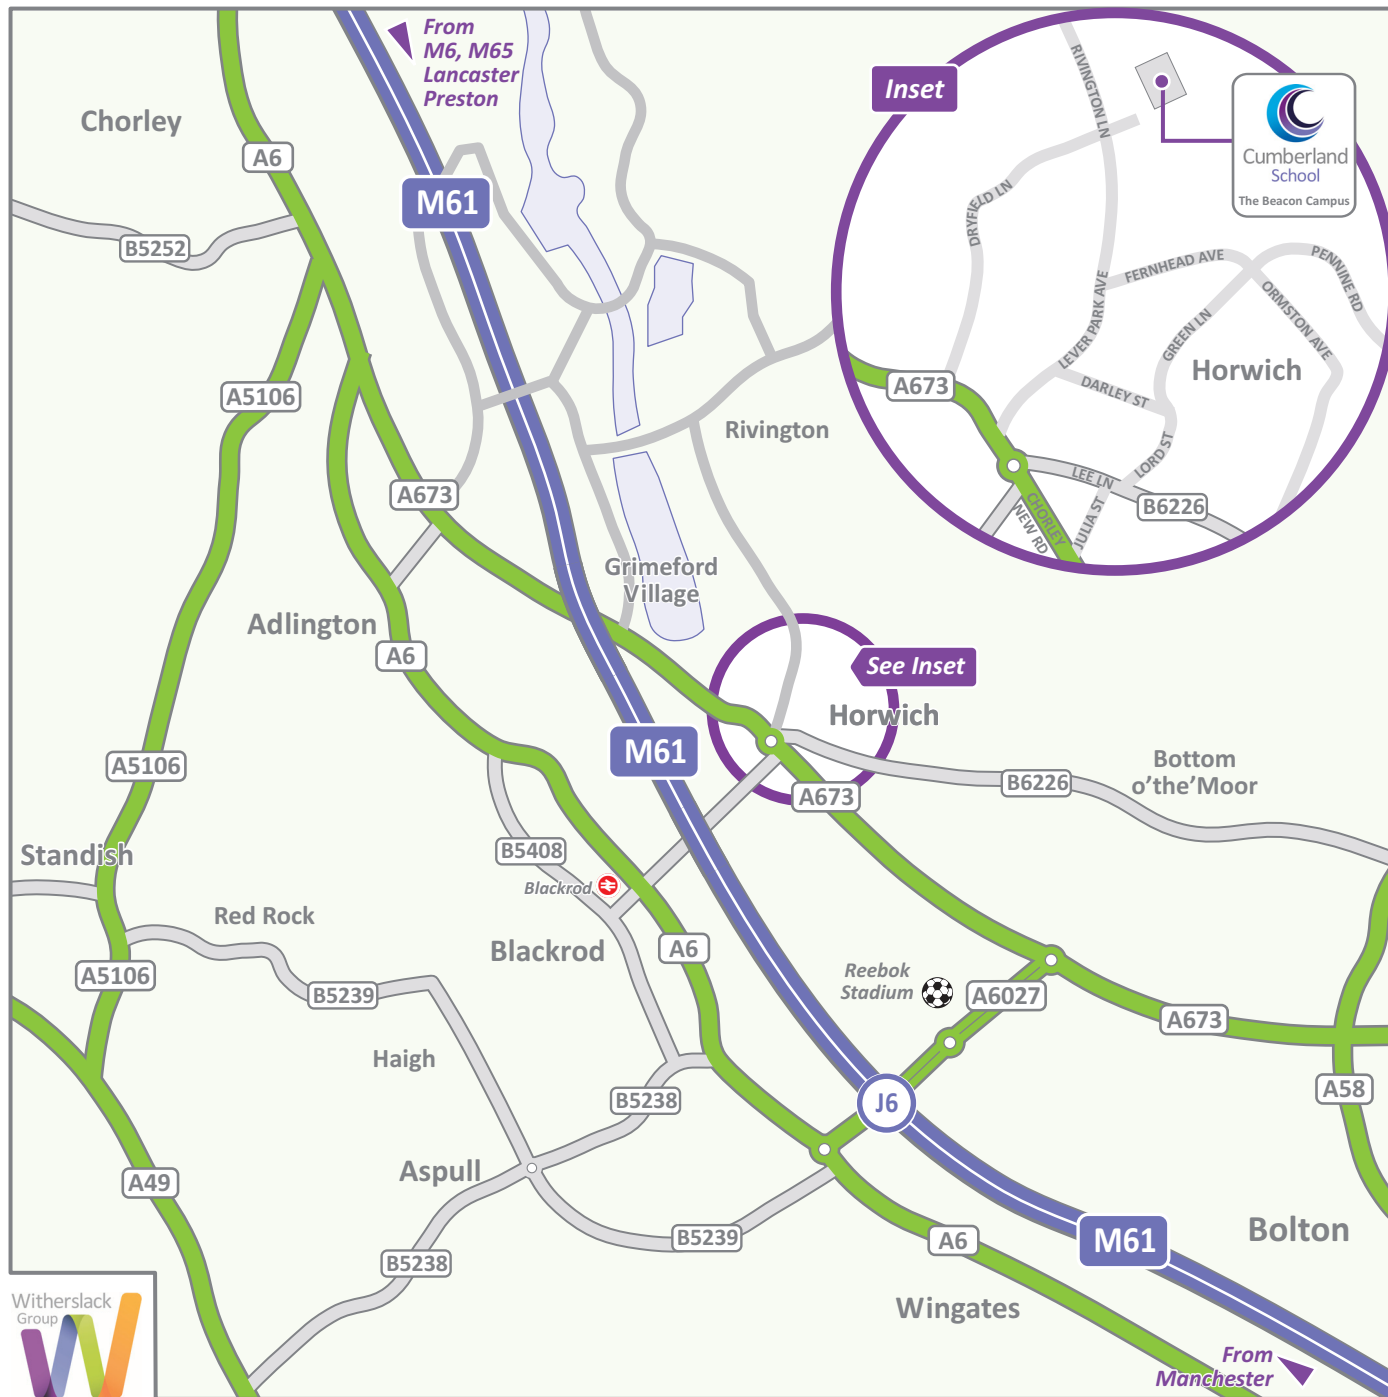 From
M6, M65
Lancaster
Preston
Chorley
A6
M61
B5252
A5106
A673
Rivington
Grimeford
Village
Adlington
A6
See Inset
Horwich
M61
A5106
A673
B6226
Bottom
o'the'Moor
Standish
B5408
Blackrod
Red Rock
Blackrod
A6
A5106
B5239
Reebok
Stadium
A6027
A673
Haigh
A58
B5238
J6
Aspull
A49
B5239
A6
M61
Bolton
B5238
Wingates
From
Manchester
Witherslack
Group
Inset
RIVINGTON LN
Cumberland
School
The Beacon Campus
DRYFIELD LN
FERNHEAD AVE
PENNINE RD
LEVER PARK AVE
GREEN LN
ORMSTON AVE
Horwich
A673
DARLEY ST
LORD ST
LEE LN
B6226
CHORLEY
NEW RD
JULIA ST